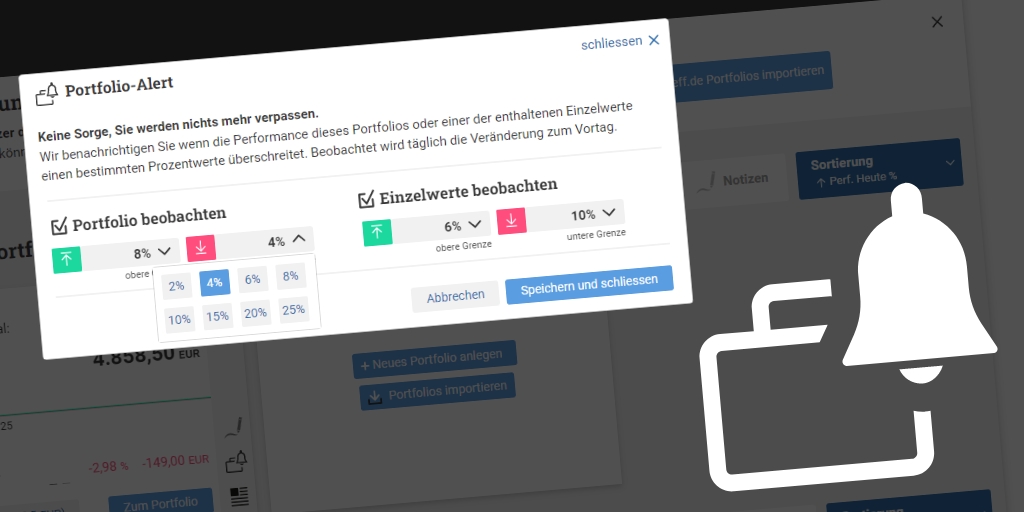 schliessen
Portfolio-Alert
Keine Sorge, Sie werden nichts mehr verpassen.
Wir benachrichtigen Sie wenn die Performance dieses Portfolios oder einer der enthaltenen Einzelwerte
einen bestimmten Prozentwerte überschreitet. Beobachtet wird täglich die Veränderung zum Vortag.
Portfolio beobachten
8%
4%
obere
2% 4% 6% 8%
10% 15% 20% 25%
Einzelwerte beobachten
6%
10%
obere Grenze
untere Grenze
Abbrechen
Speichern und schliessen
eff.de Portfolios importieren
Notizen
Sortierung
Perf. Heute %
4.858,50 EUR
25
-2,98 % -149,00 EUR
Zum Portfolio
+ Neues Portfolio anlegen
Portfolios importieren